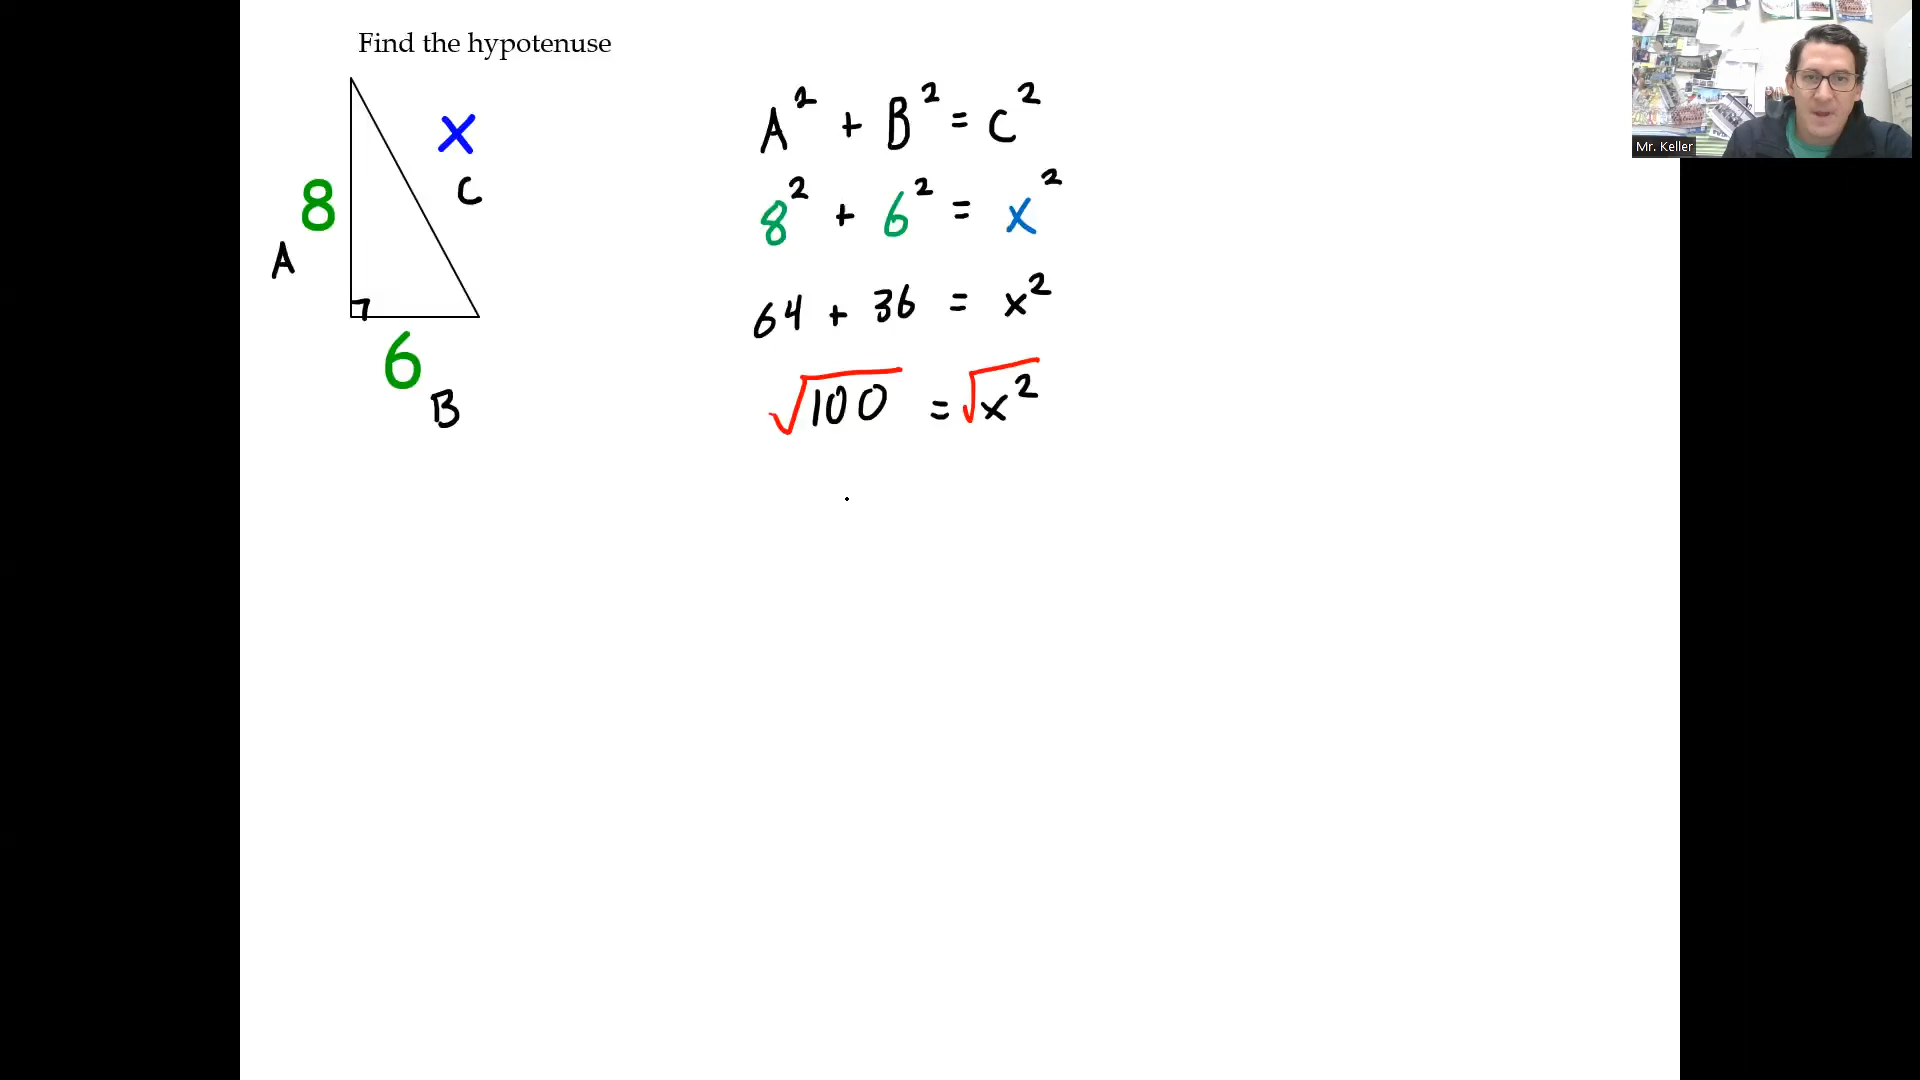 Find the hypotenuse
X
C
8
A
6
B
A² + B² = C²
8² + 6² = x²
64 + 36 = x²
√100 = √x²
Mr. Keller